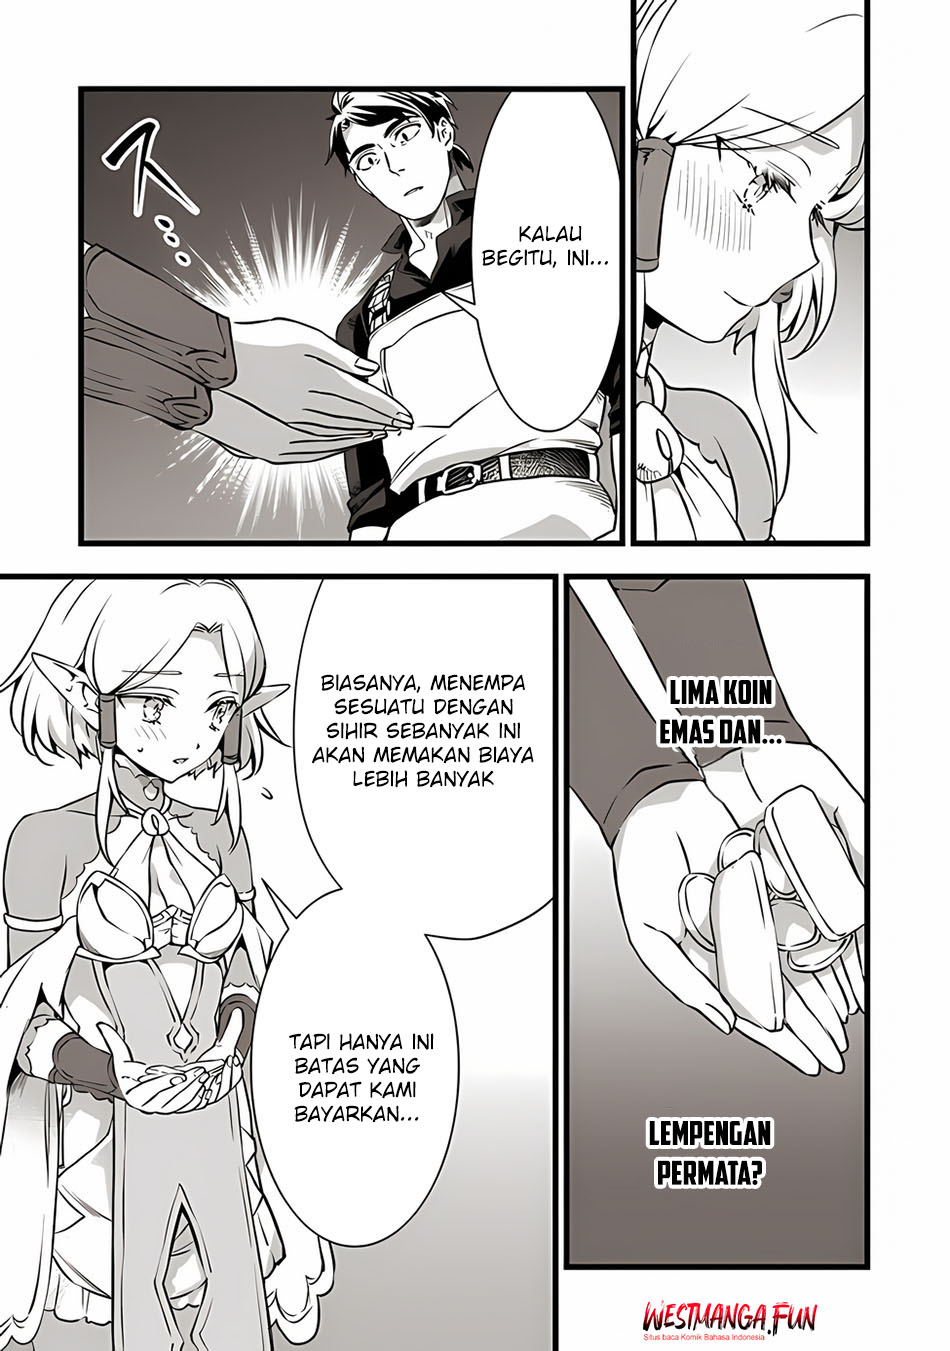 KALAU
BEGITU, INI...
ス...
LIMA KOIN
EMAS DAN...
LEMPENGAN
PERMATA?
BIASANYA, MENEMPA
SESUATU DENGAN
SIHIR SEBANYAK INI
AKAN MEMAKAN BIAYA
LEBIH BANYAK
TAPI HANYA INI
BATAS YANG
DAPAT KAMI
BAYARKAN...
WESTMANGA.FUN
Situs baca Komik Bahasa Indonesia